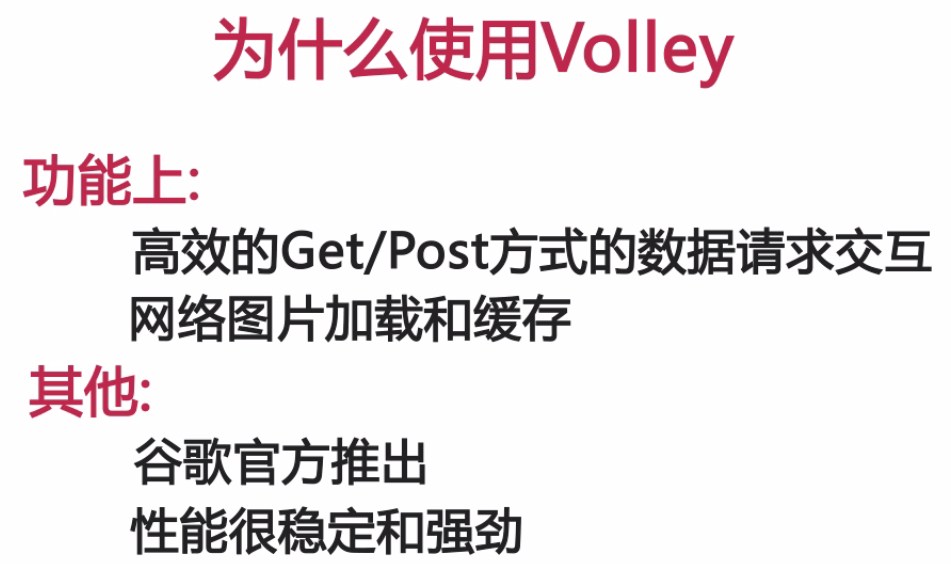 为什么使用Volley
功能上:
高效的Get/Post方式的数据请求交互
网络图片加载和缓存
其他:
谷歌官方推出
性能很稳定和强劲